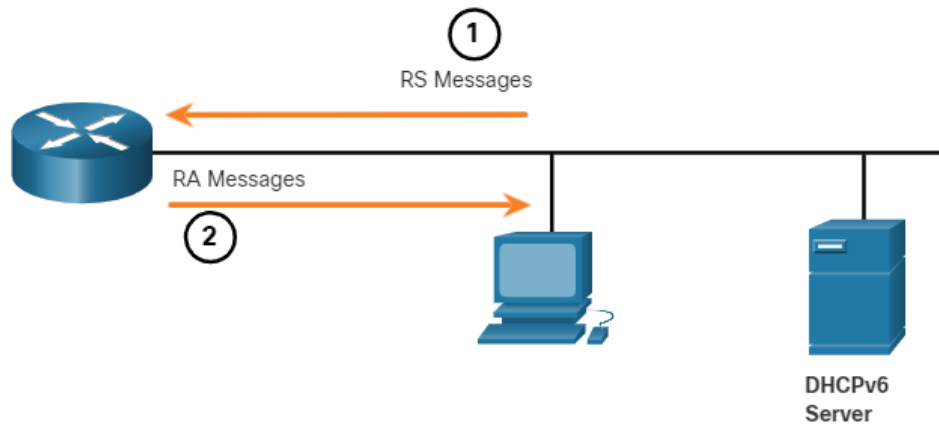 1
RS Messages
RA Messages
2
DHCPv6
Server